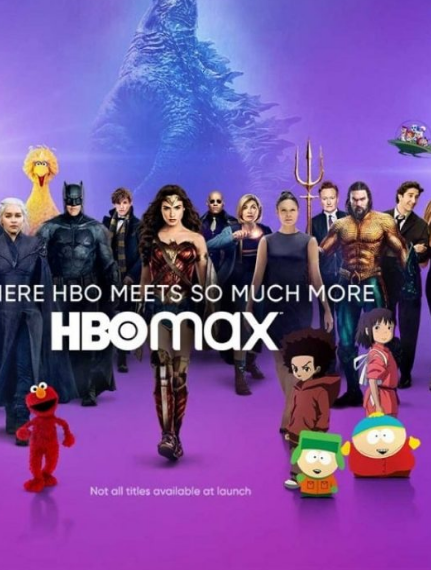 HERE HBO MEETS SO MUCH MORE
HBOmax
Not all titles available at launch